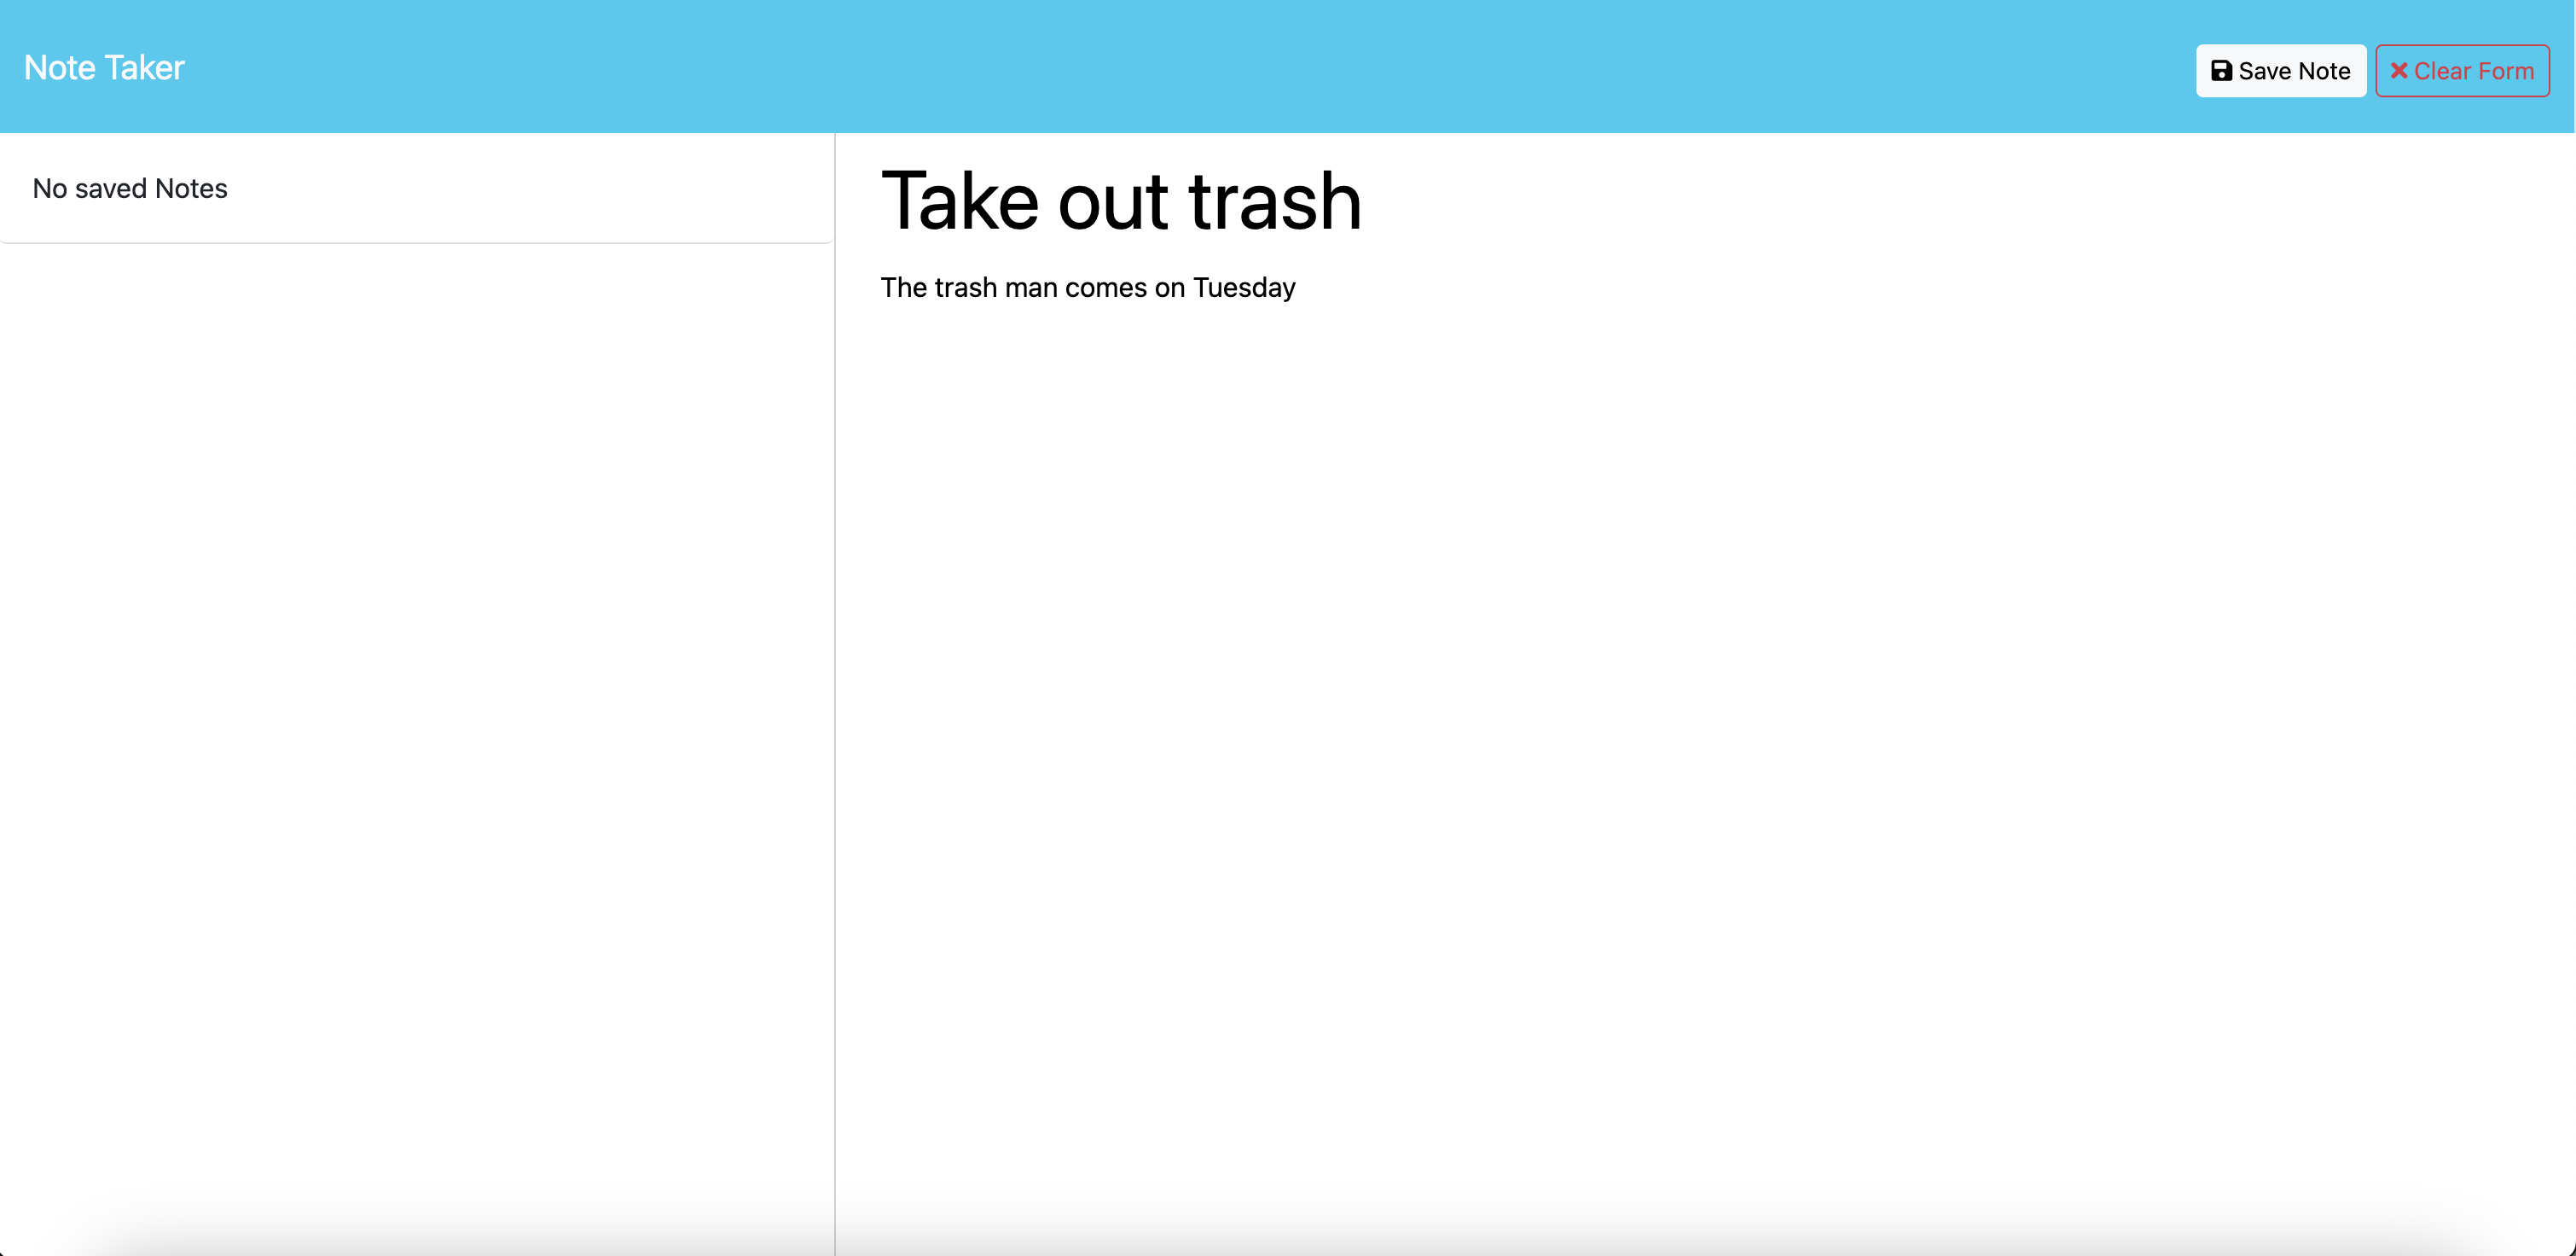 Note Taker
Save Note
Clear Form
No saved Notes
Take out trash
The trash man comes on Tuesday